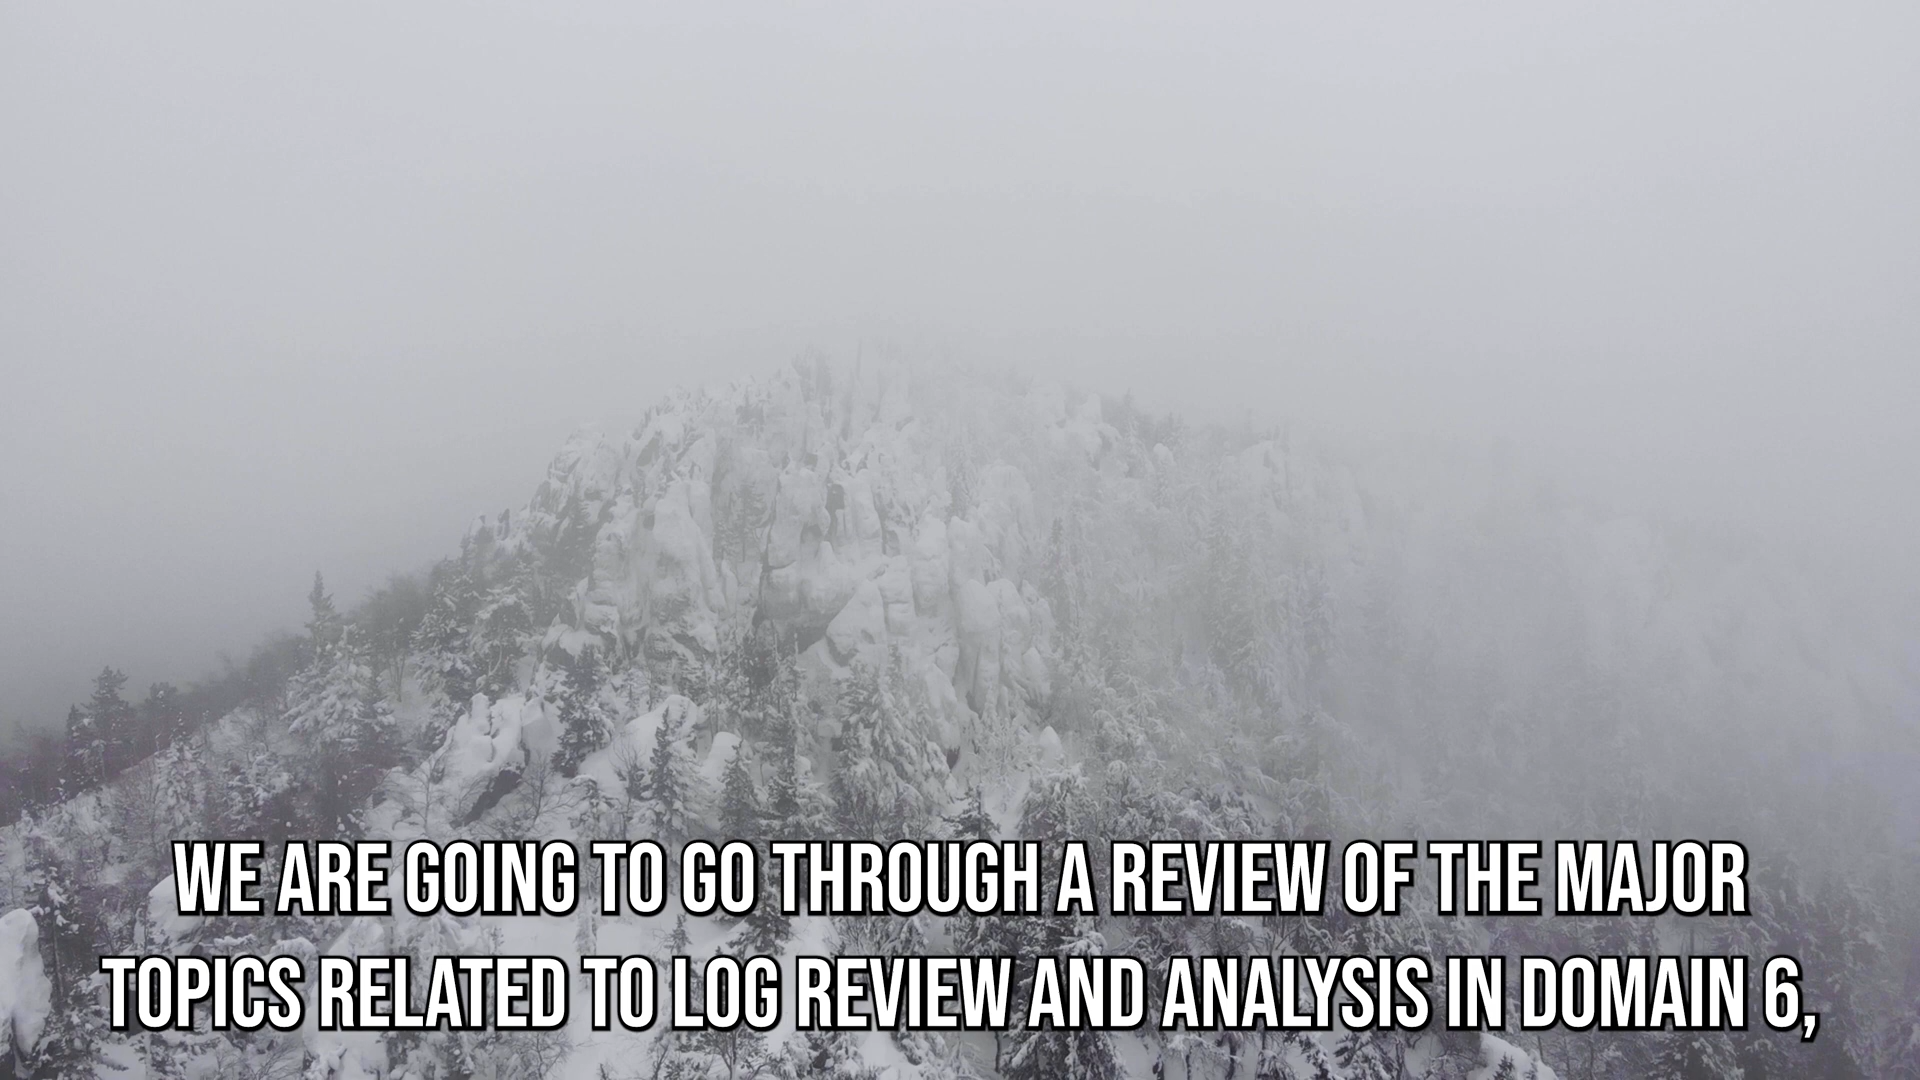 WE ARE GOING TO GO THROUGH A REVIEW OF THE MAJOR
TOPICS RELATED TO LOG REVIEW AND ANALYSIS IN DOMAIN 6,